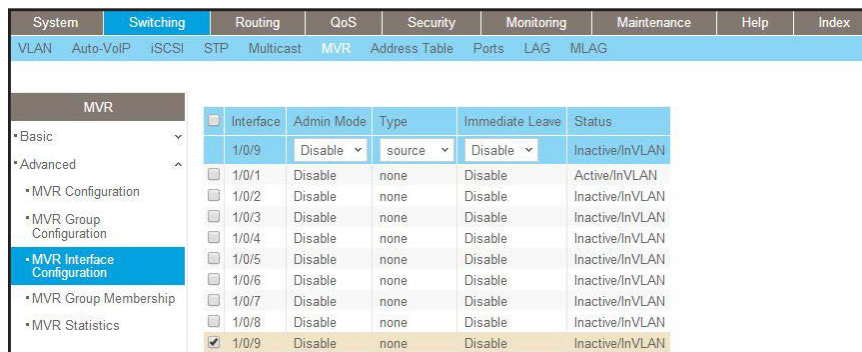 System Switching Routing QoS Security Monitoring Maintenance Help Index
VLAN Auto-VoIP iSCSI STP Multicast MVR Address Table Ports LAG MLAG
MVR
Basic
Advanced
MVR Configuration
MVR Group
Configuration
MVR Interface
Configuration
MVR Group Membership
MVR Statistics
Interface Admin Mode Type Immediate Leave Status
1/0/9 Disable source Disable Inactive/InVLAN
1/0/1 Disable none Disable Active/InVLAN
1/0/2 Disable none Disable Inactive/InVLAN
1/0/3 Disable none Disable Inactive/InVLAN
1/0/4 Disable none Disable Inactive/InVLAN
1/0/5 Disable none Disable Inactive/InVLAN
1/0/6 Disable none Disable Inactive/InVLAN
1/0/7 Disable none Disable Inactive/InVLAN
1/0/8 Disable none Disable Inactive/InVLAN
1/0/9 Disable none Disable Inactive/InVLAN